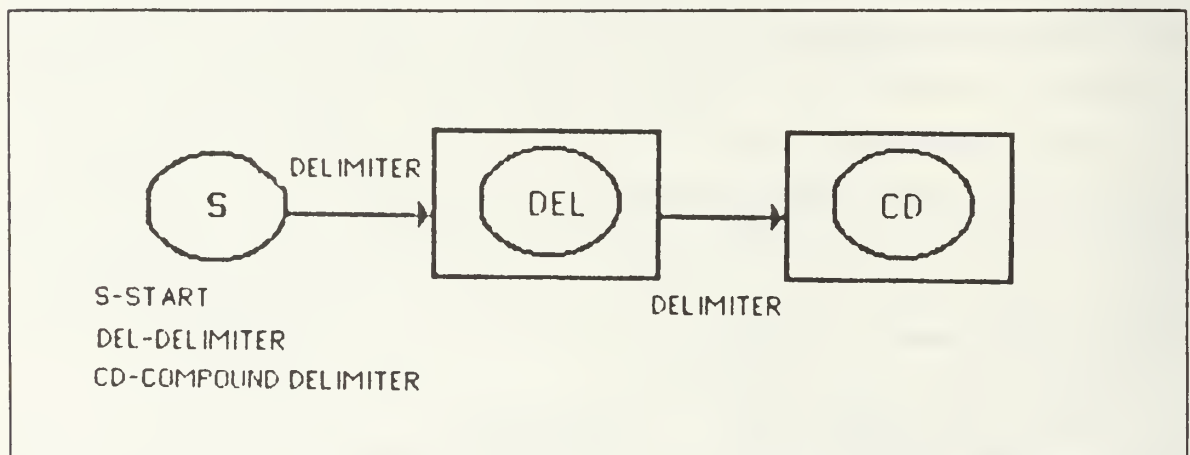 DELIMITER
S
DEL
CD
DELIMITER
S-START
DEL-DELIMITER
CD-COMPOUND DELIMITER